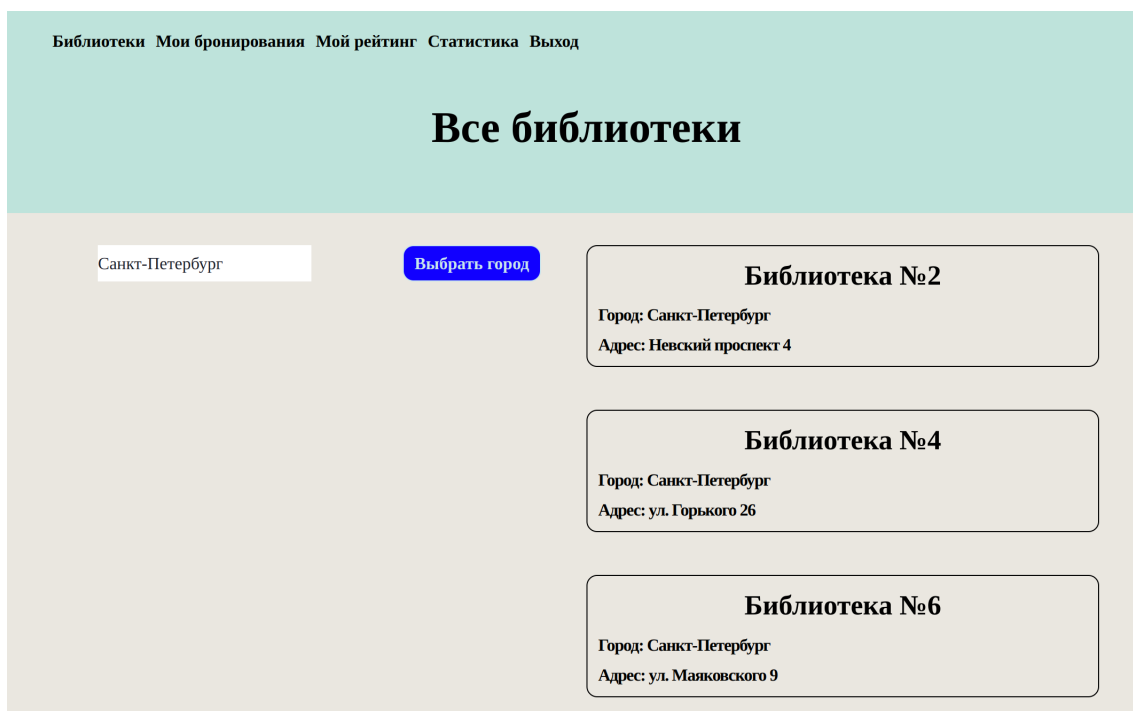 Библиотеки Мои бронирования Мой рейтинг Статистика Выход
Все библиотеки
Санкт-Петербург
Выбрать город
Библиотека №2
Город: Санкт-Петербург
Адрес: Невский проспект 4
Библиотека №4
Город: Санкт-Петербург
Адрес: ул. Горького 26
Библиотека №6
Город: Санкт-Петербург
Адрес: ул. Маяковского 9